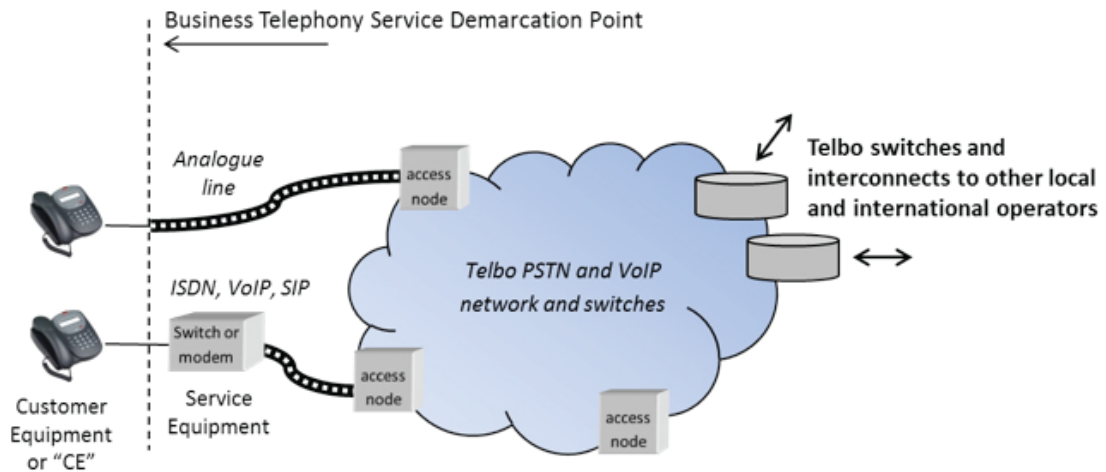 Business Telephony Service Demarcation Point
Analogue
line
access
node
Telbo switches and
interconnects to other local
and international operators
Telbo PSTN and VoIP
network and switches
ISDN, VoIP, SIP
Switch or
modem
access
node
Service
Equipment
Customer
Equipment
or “CE”
access
node